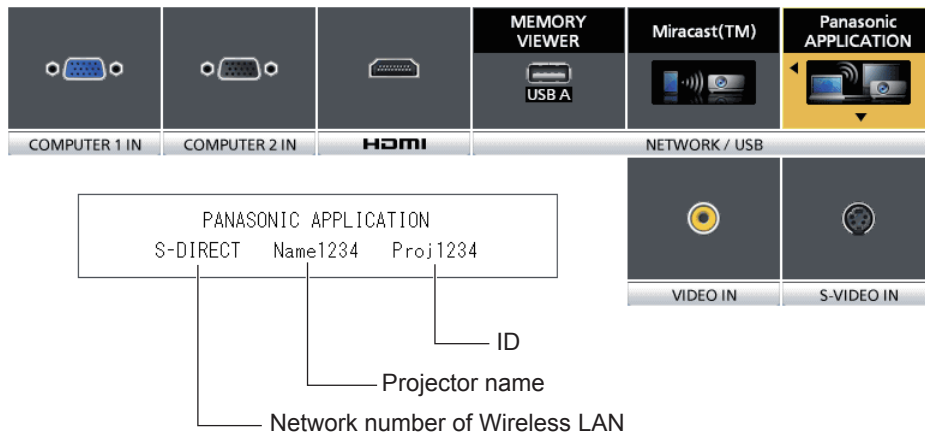 MEMORY
VIEWER
Miracast(TM)
Panasonic
APPLICATION
USB A
COMPUTER 1 IN
COMPUTER 2 IN
HDMI
NETWORK / USB
PANASONIC APPLICATION
S-DIRECT Name1234 Proj1234
VIDEO IN
S-VIDEO IN
ID
Projector name
Network number of Wireless LAN